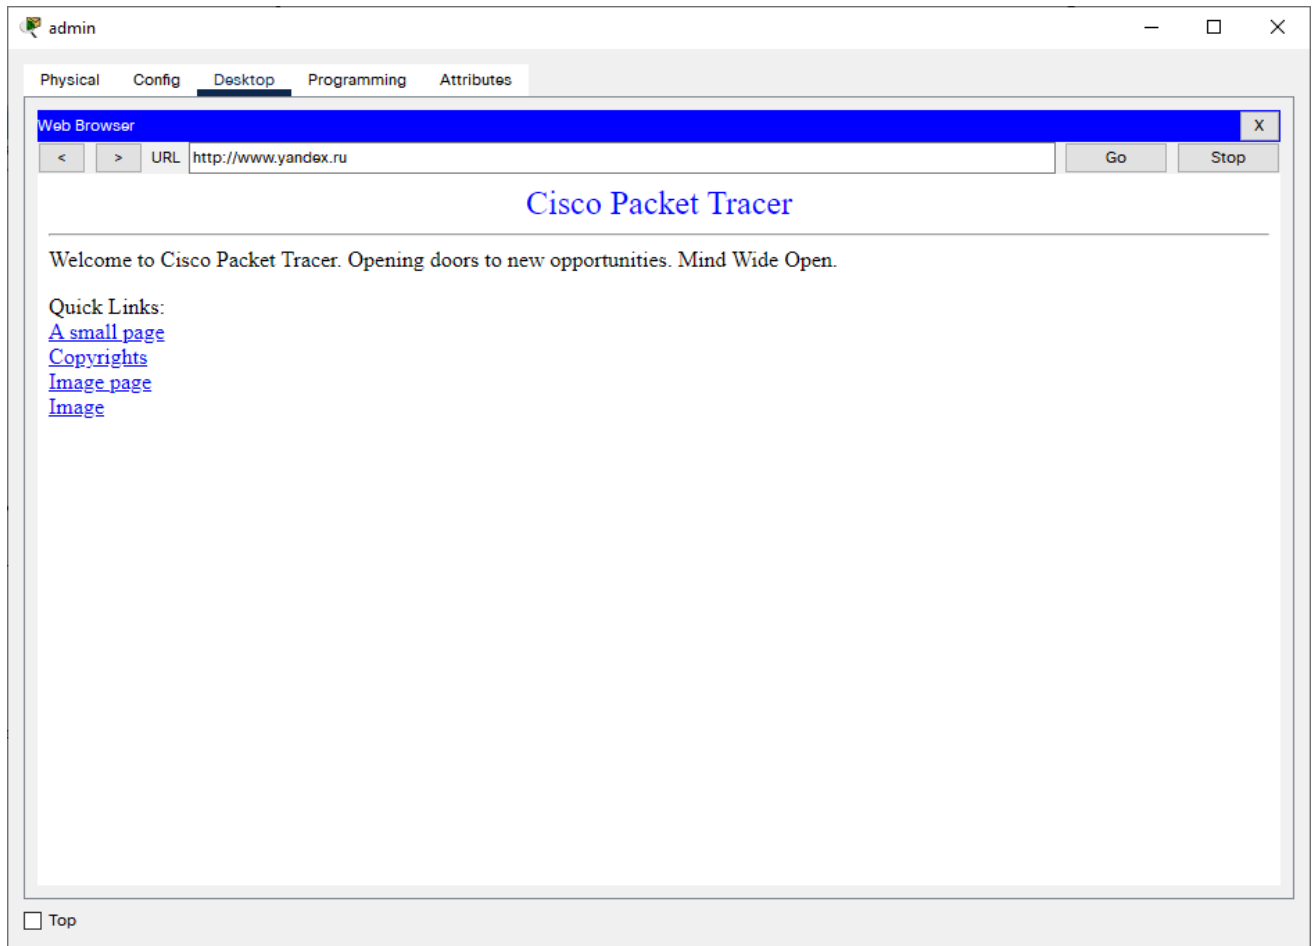 admin
Physical Config Desktop Programming Attributes
Web Browser X
< > URL http://www.yandex.ru Go Stop
Cisco Packet Tracer
Welcome to Cisco Packet Tracer. Opening doors to new opportunities. Mind Wide Open.
Quick Links:
A small page
Copyrights
Image page
Image
Top